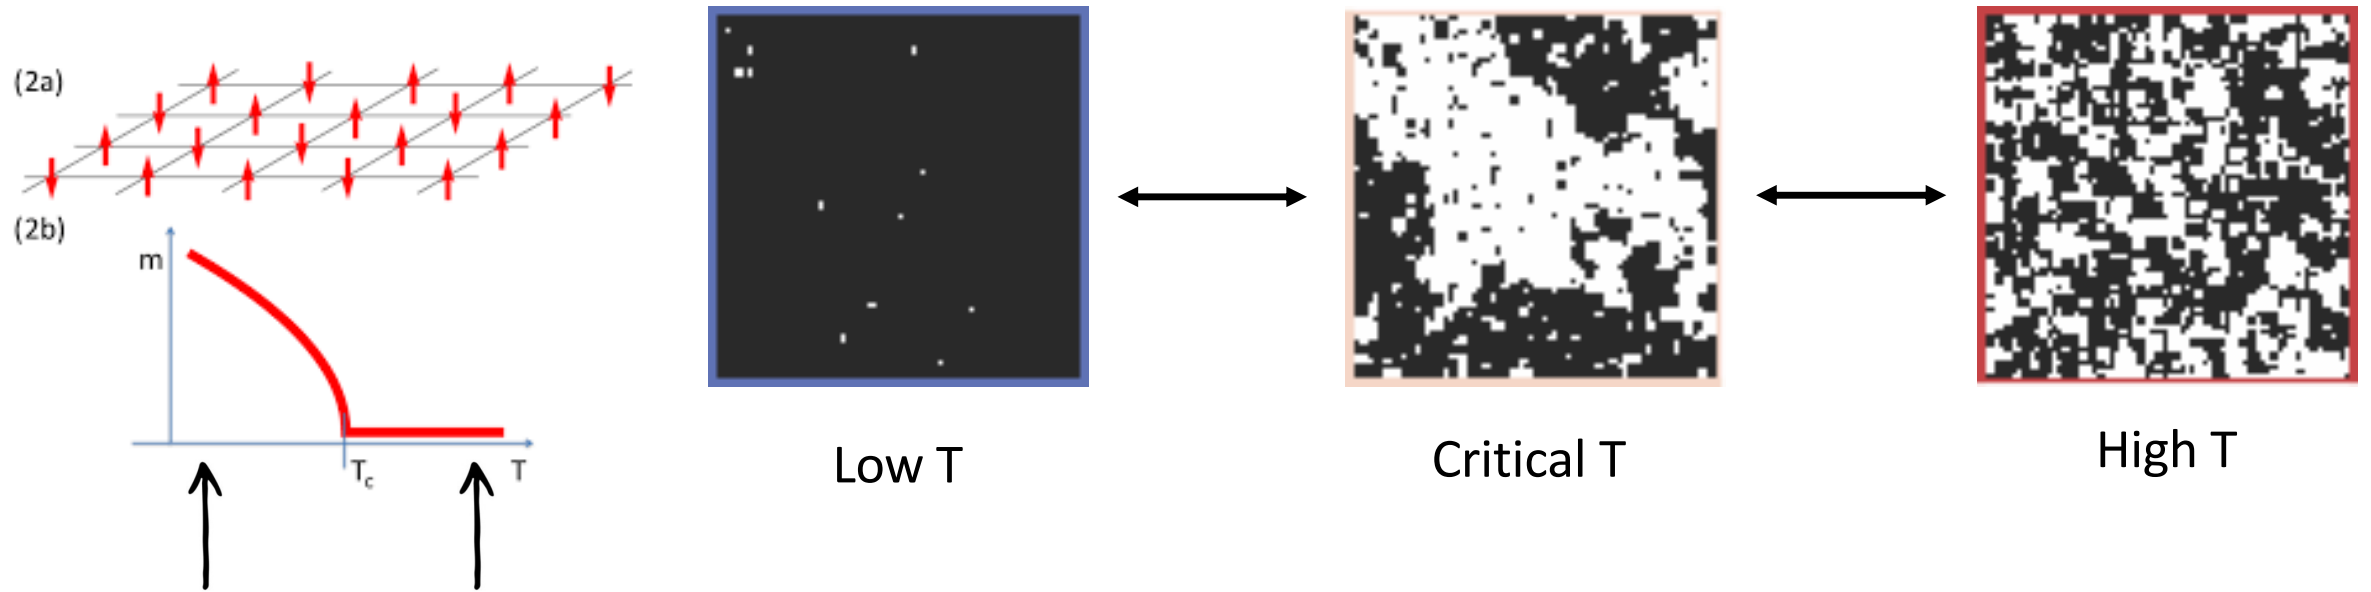 (2a)
(2b)
m
Tc
T
Low T
Critical T
High T